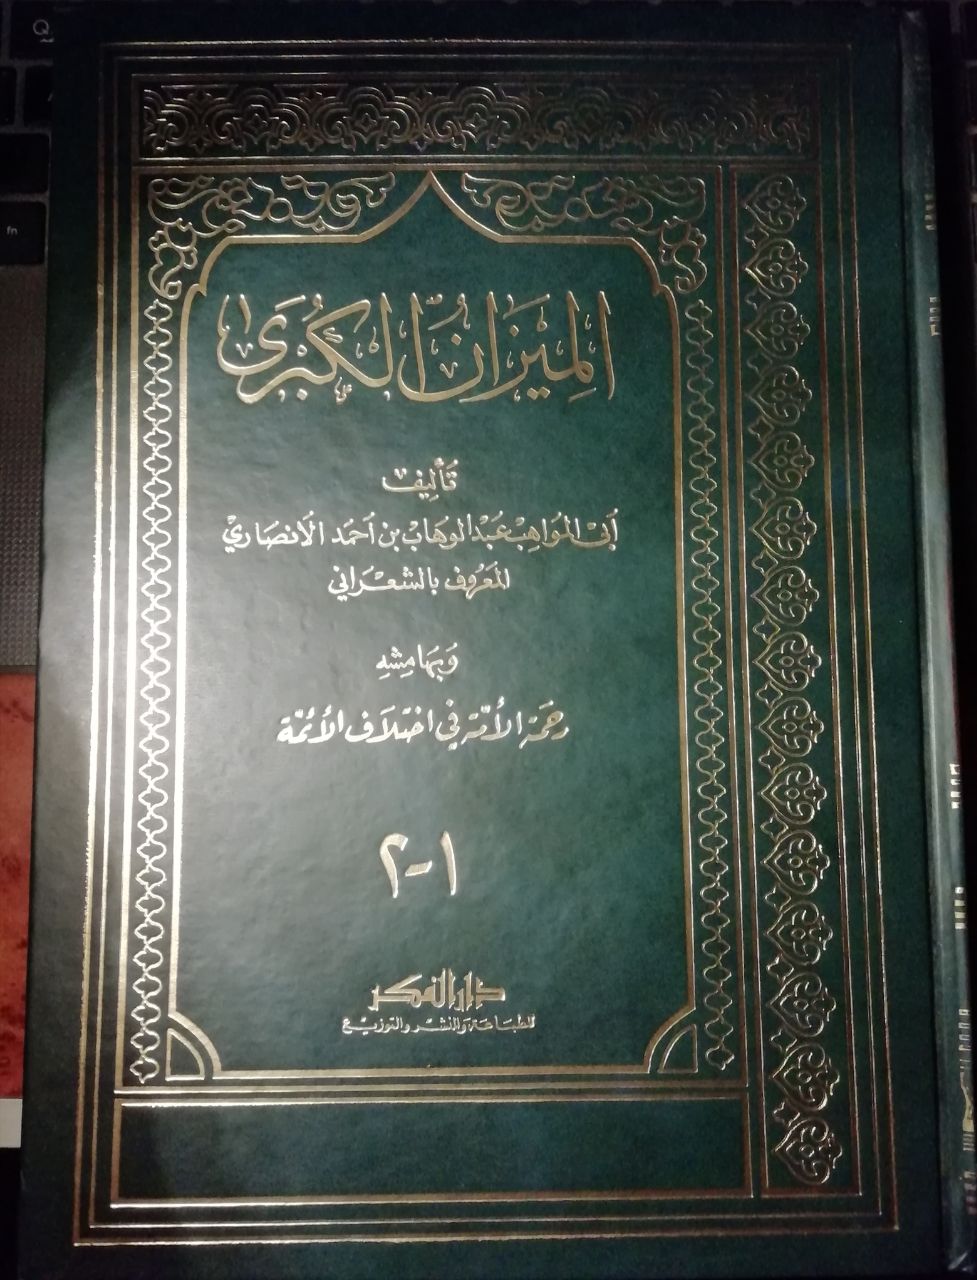 الميزان الكبرى
تأليف
أبي المواهب عبد الوهاب بن أحمد الأنصاري
المعروف بالشعراني
وبهامشه
رحمة الأمة في اختلاف الأئمة
١-٢
دار الفكر
للطباعة والنشر والتوزيع
fn
Q